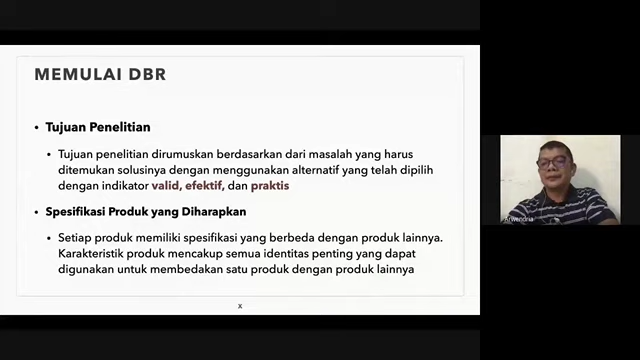 MEMULAI DBR
• Tujuan Penelitian
• Tujuan penelitian dirumuskan berdasarkan dari masalah yang harus
ditemukan solusinya dengan menggunakan alternatif yang telah dipilih
dengan indikator valid, efektif, dan praktis
• Spesifikasi Produk yang Diharapkan
• Setiap produk memiliki spesifikasi yang berbeda dengan produk lainnya.
Karakteristik produk mencakup semua identitas penting yang dapat
digunakan untuk membedakan satu produk dengan produk lainnya
x
Arwendria